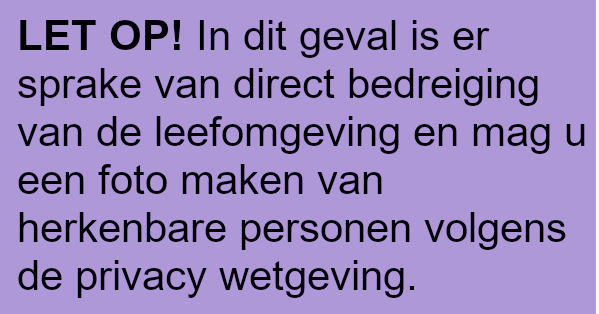 LET OP! In dit geval is er
sprake van direct bedreiging
van de leefomgeving en mag u
een foto maken van
herkenbare personen volgens
de privacy wetgeving.